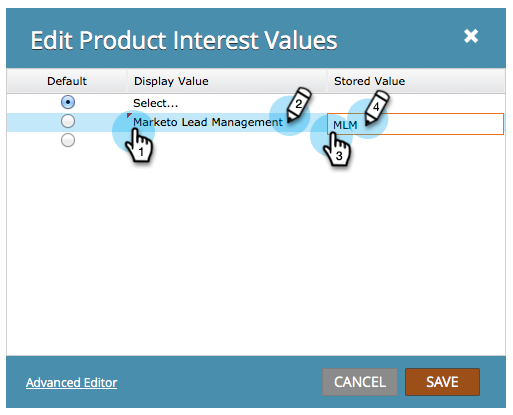 Edit Product Interest Values
Default Display Value Stored Value
Select...
Marketo Lead Management 2 MLM 4
1 3
Advanced Editor CANCEL SAVE